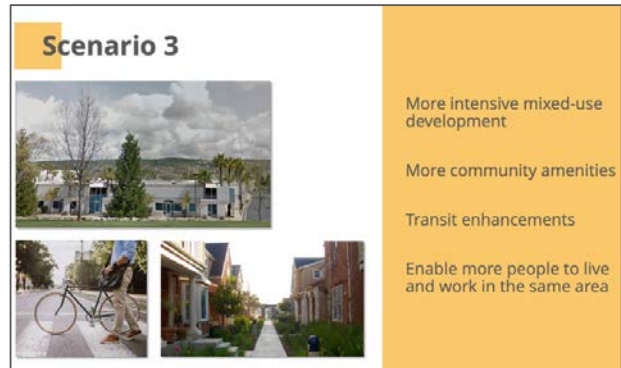 Scenario 3
More intensive mixed-use
development
More community amenities
Transit enhancements
Enable more people to live
and work in the same area